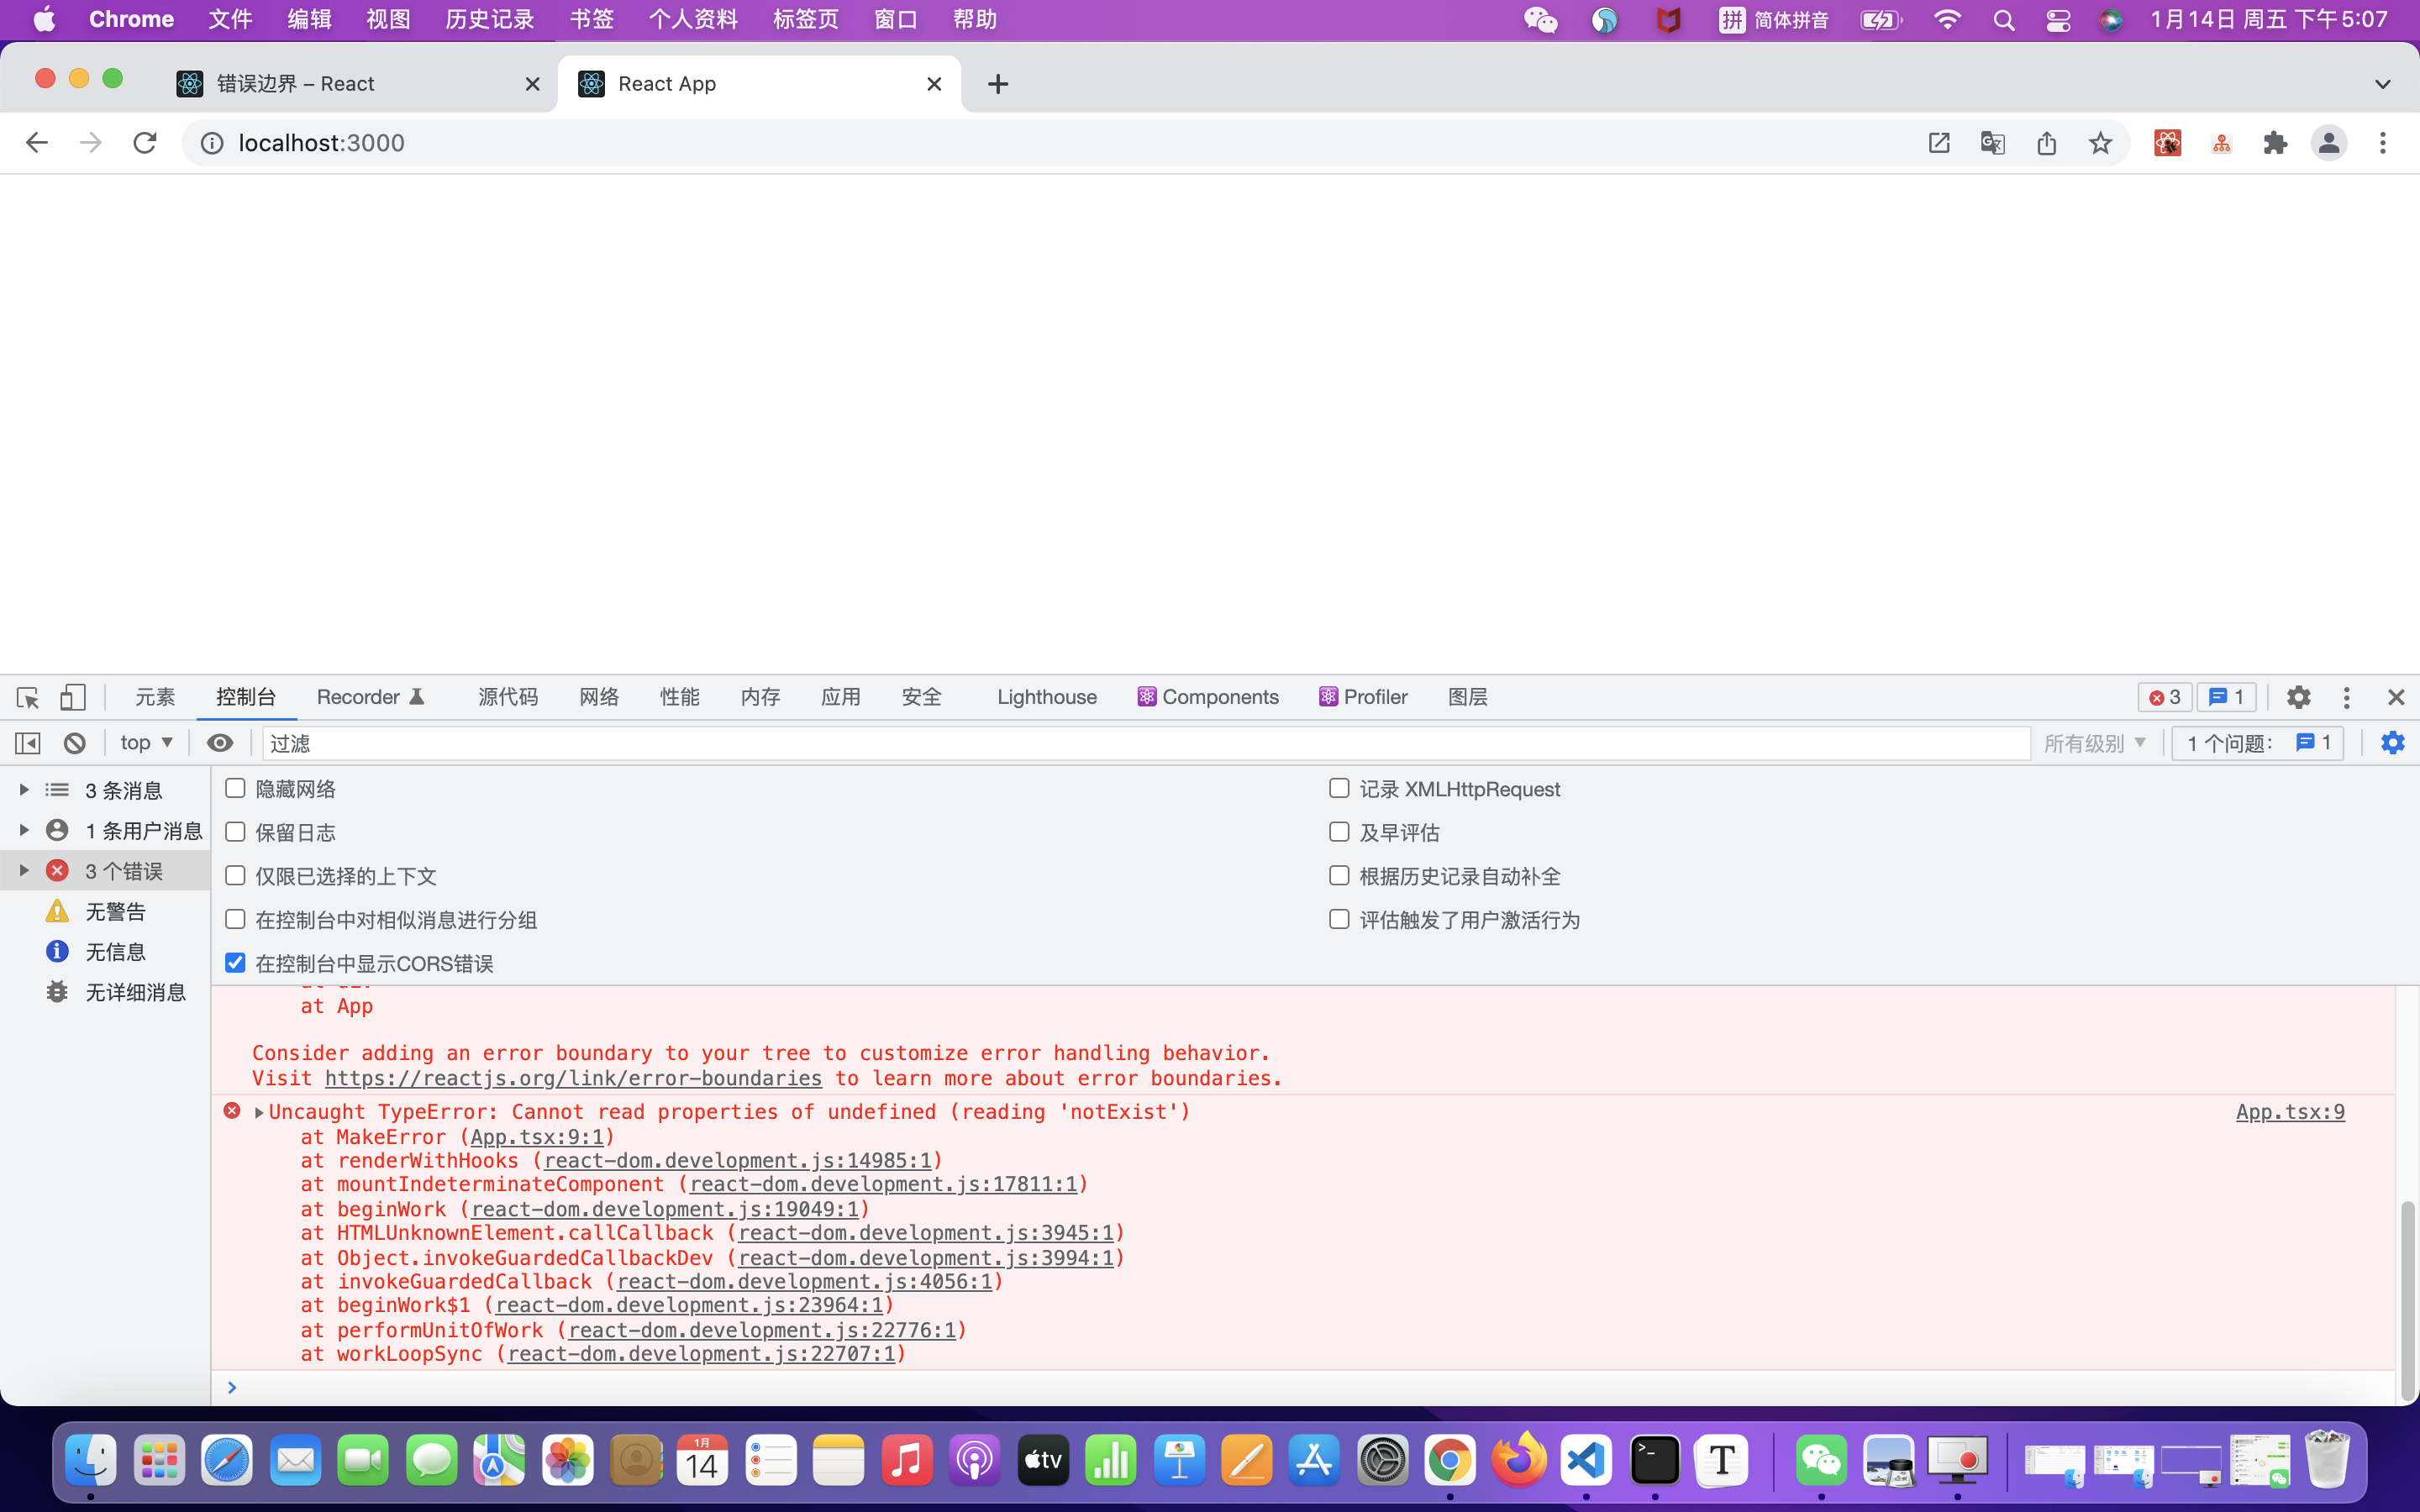 Chrome 文件 编辑 视图 历史记录 书签 个人资料 标签页 窗口 帮助 拼 简体拼音 1月14日 周五 下午5:07
错误边界 – React React App
localhost:3000
元素 控制台 Recorder 源代码 网络 性能 内存 应用 安全 Lighthouse Components Profiler 图层 3 1
top 过滤 所有级别 1 个问题: 1
3 条消息
1 条用户消息
3 个错误
无警告
无信息
无详细消息
隐藏网络 记录 XMLHttpRequest
保留日志 及早评估
仅限已选择的上下文 根据历史记录自动补全
在控制台中对相似消息进行分组 评估触发了用户激活行为
在控制台中显示CORS错误
at App
Consider adding an error boundary to your tree to customize error handling behavior.
Visit https://reactjs.org/link/error-boundaries to learn more about error boundaries.
Uncaught TypeError: Cannot read properties of undefined (reading 'notExist') App.tsx:9
at MakeError (App.tsx:9:1)
at renderWithHooks (react-dom.development.js:14985:1)
at mountIndeterminateComponent (react-dom.development.js:17811:1)
at beginWork (react-dom.development.js:19049:1)
at HTMLUnknownElement.callCallback (react-dom.development.js:3945:1)
at Object.invokeGuardedCallbackDev (react-dom.development.js:3994:1)
at invokeGuardedCallback (react-dom.development.js:4056:1)
at beginWork$1 (react-dom.development.js:23964:1)
at performUnitOfWork (react-dom.development.js:22776:1)
at workLoopSync (react-dom.development.js:22707:1)
1月
14
tv
T